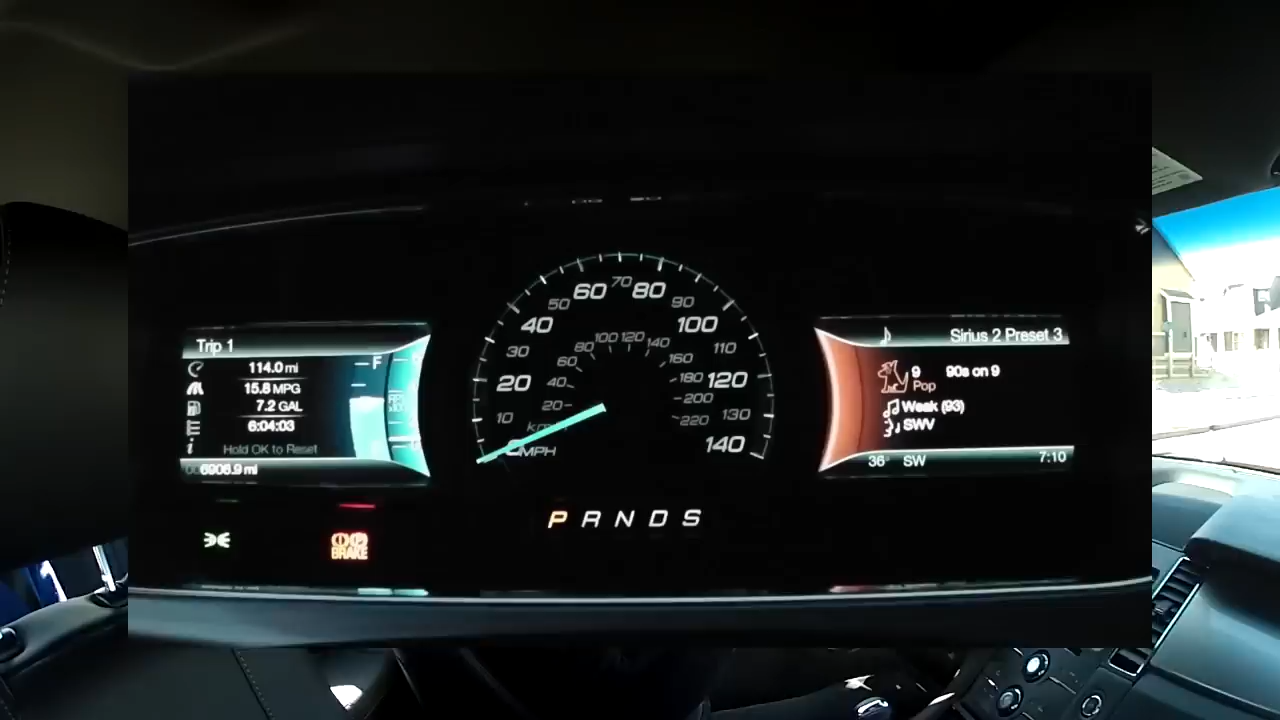 Trip 1
114.0 mi
15.8 MPG
7.2 GAL
6:04:03
Hold OK to Reset
6906.9 mi
F
BRAKE
10 20 30 40 50 60 70 80 90 100 110 120 130 140
20 40 60 80 100 120 140 160 180 200 220
MPH
P R N D S
Sirius 2 Preset 3
9 90s on 9
Pop
Weak (93)
SWV
36° SW 7:10